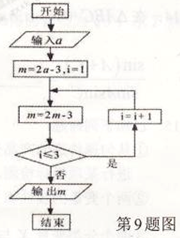 开始
输入a
m=2a-3,i=1
m=2m-3
i=i+1
i≤3
是
否
输出m
结束
第9题图